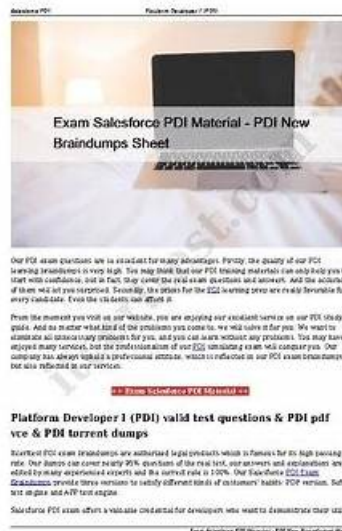 Salesforce PDI
Platform Developer I (PDI)
Exam Salesforce PDI Material - PDI New
Braindumps Sheet
Our PDI exam questions are so excellent for many advantages. Firstly, the quality of our PDI
learning braindumps is very high. You may think that our PDI training materials can only help you
start with confidence, but in fact, they cover the real exam questions and answers. And the accuracy
of them will let you surprised. Secondly, the prices for the PDI learning prep are really favorable for
every candidate. Even the students can afford it.
From the moment you visit on our website, you are enjoying our excellent service on our PDI study
guide. And no matter what kind of the problems you come to, we will solve it for you. We want to
eliminate all unnecessary problems for you, and you can learn without any problems. You may have
enjoyed many services, but the professionalism of our PDI simulating exam will conquer you. Our
company has always upheld a professional attitude, which is reflected in our PDI exam braindumps
but also reflected in our services.
>> Exam Salesforce PDI Material <<
Platform Developer I (PDI) valid test questions & PDI pdf
vce & PDI torrent dumps
PDI exam braindumps are authorized legal products which is famous for its high passing
rate. Our dumps can cover nearly 95% questions of the real test, our answers and explanations are
edited by many experienced experts and the correct rate is 100%. Our Salesforce PDI Exam
Braindumps provide three versions to satisfy different kinds of customers' habits: PDF version, Soft
test engine and APP test engine.
Salesforce PDI exam offers a valuable credential for developers who want to demonstrate their